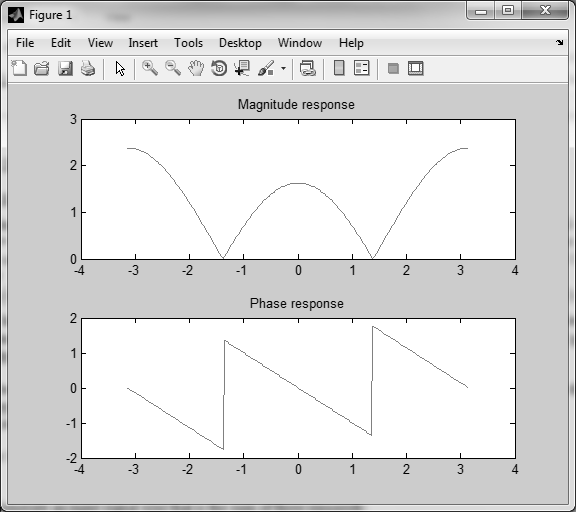 Figure 1
File Edit View Insert Tools Desktop Window Help
Magnitude response
3
2
1
0
-4 -3 -2 -1 0 1 2 3 4
Phase response
2
1
0
-1
-2
-4 -3 -2 -1 0 1 2 3 4